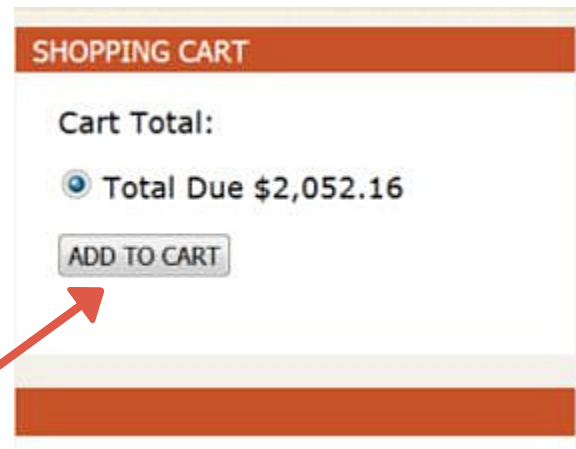 SHOPPING CART
Cart Total:
Total Due $2,052.16
ADD TO CART